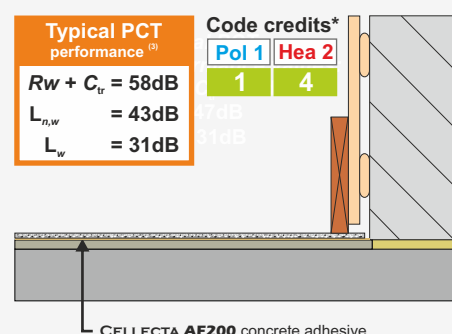 Typical PCT
performance (3)
Rw + Ctr = 58dB
Ln,w = 43dB
Lw = 31dB
Code credits*
Pol 1 Hea 2
1 4
47dB
31dB
CELLECTA AF200 concrete adhesive